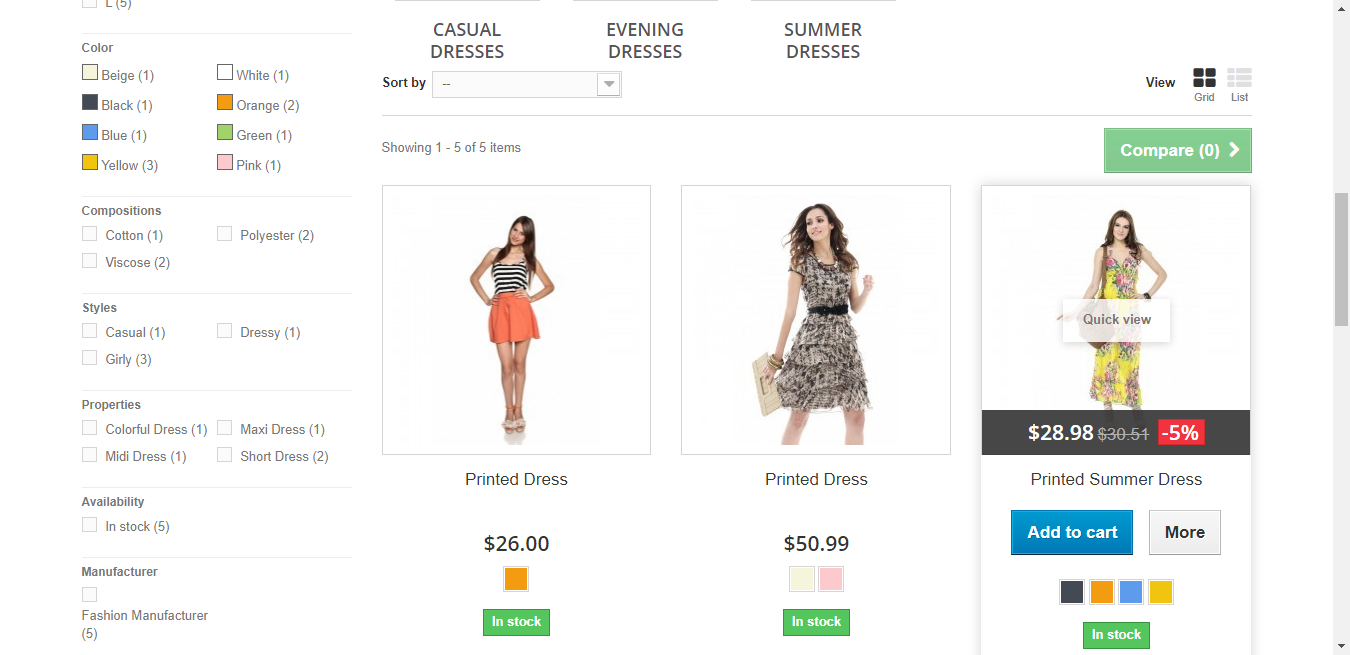 L (5)
Color
Beige (1)
White (1)
Black (1)
Orange (2)
Blue (1)
Green (1)
Yellow (3)
Pink (1)
Compositions
Cotton (1)
Polyester (2)
Viscose (2)
Styles
Casual (1)
Dressy (1)
Girly (3)
Properties
Colorful Dress (1)
Maxi Dress (1)
Midi Dress (1)
Short Dress (2)
Availability
In stock (5)
Manufacturer
Fashion Manufacturer
(5)
CASUAL
DRESSES
EVENING
DRESSES
SUMMER
DRESSES
Sort by
--
View
Grid
List
Showing 1 - 5 of 5 items
Compare (0)
Printed Dress
$26.00
In stock
Printed Dress
$50.99
In stock
Quick view
$28.98 $30.51 -5%
Printed Summer Dress
Add to cart
More
In stock